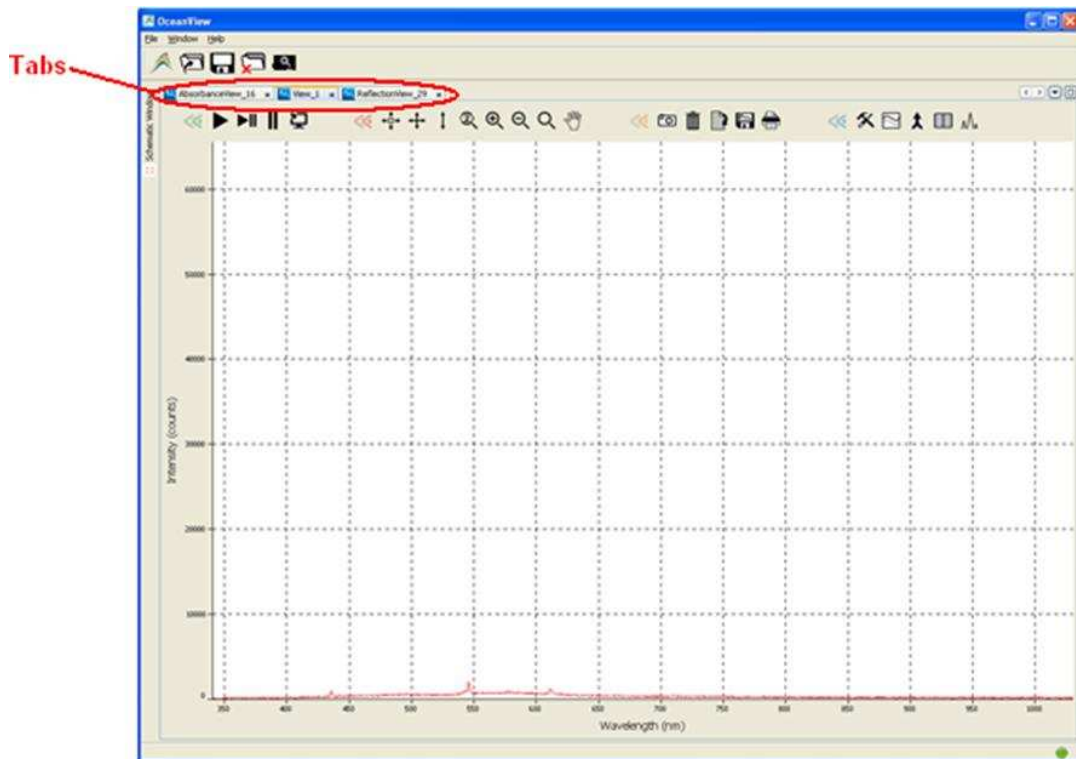 OceanView
File Window Help
Tabs
AbsorbanceView_16 View_1 ReflectionView_29
Schematic Window
60000
50000
40000
30000
20000
10000
0
Intensity (counts)
350 400 450 500 550 600 650 700 750 800 850 900 950 1000
Wavelength (nm)